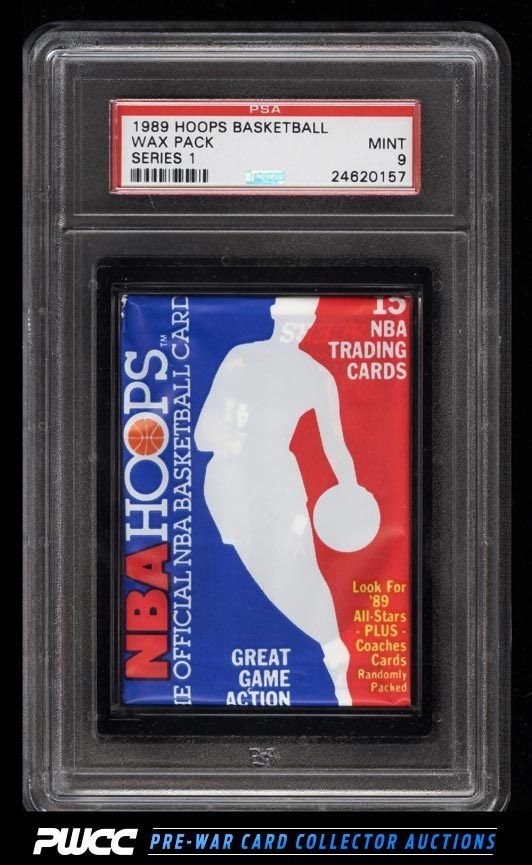 PSA
1989 HOOPS BASKETBALL
WAX PACK MINT
SERIES 1 9
24620157
15
NBA
TRADING
CARDS
NBA HOOPS™
THE OFFICIAL NBA BASKETBALL CARD
Look For
'89
All-Stars
- PLUS -
Coaches
Cards
Randomly
Packed
GREAT
GAME
ACTION
PSA
PWCC PRE-WAR CARD COLLECTOR AUCTIONS